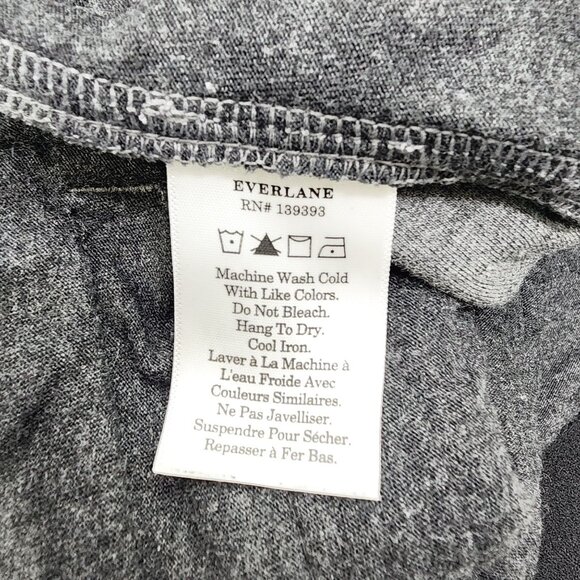 EVERLANE
RN# 139393
Machine Wash Cold
With Like Colors.
Do Not Bleach.
Hang To Dry.
Cool Iron.
Laver à La Machine à
L'eau Froide Avec
Couleurs Similaires.
Ne Pas Javelliser.
Suspendre Pour Sécher.
Repasser à Fer Bas.